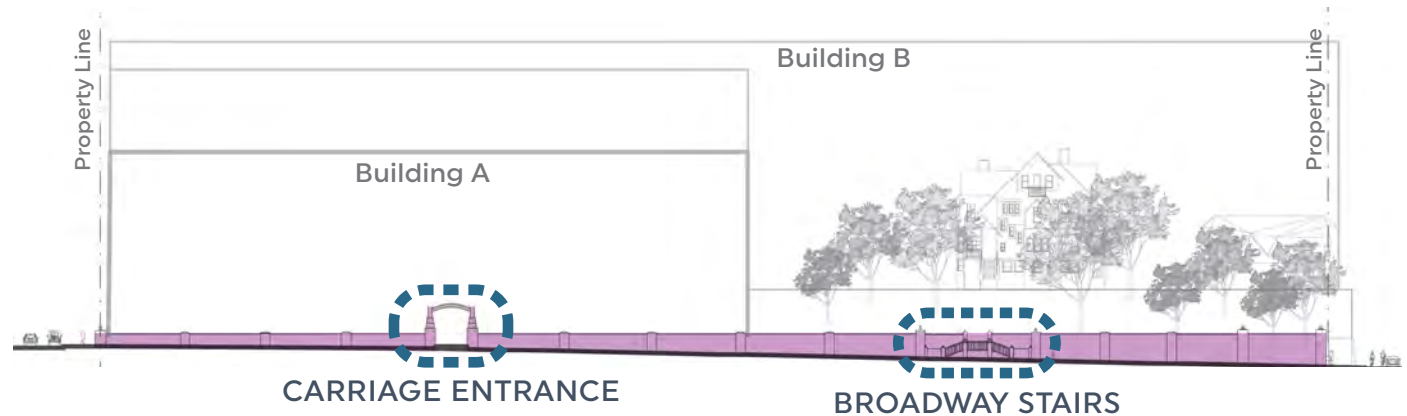 Property Line
Building B
Property Line
Building A
CARRIAGE ENTRANCE
BROADWAY STAIRS